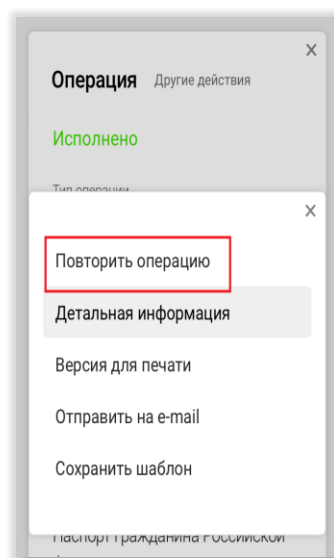 Операция Другие действия
Исполнено
Тип операции
Повторить операцию
Детальная информация
Версия для печати
Отправить на e-mail
Сохранить шаблон
Паспорт гражданина Российской